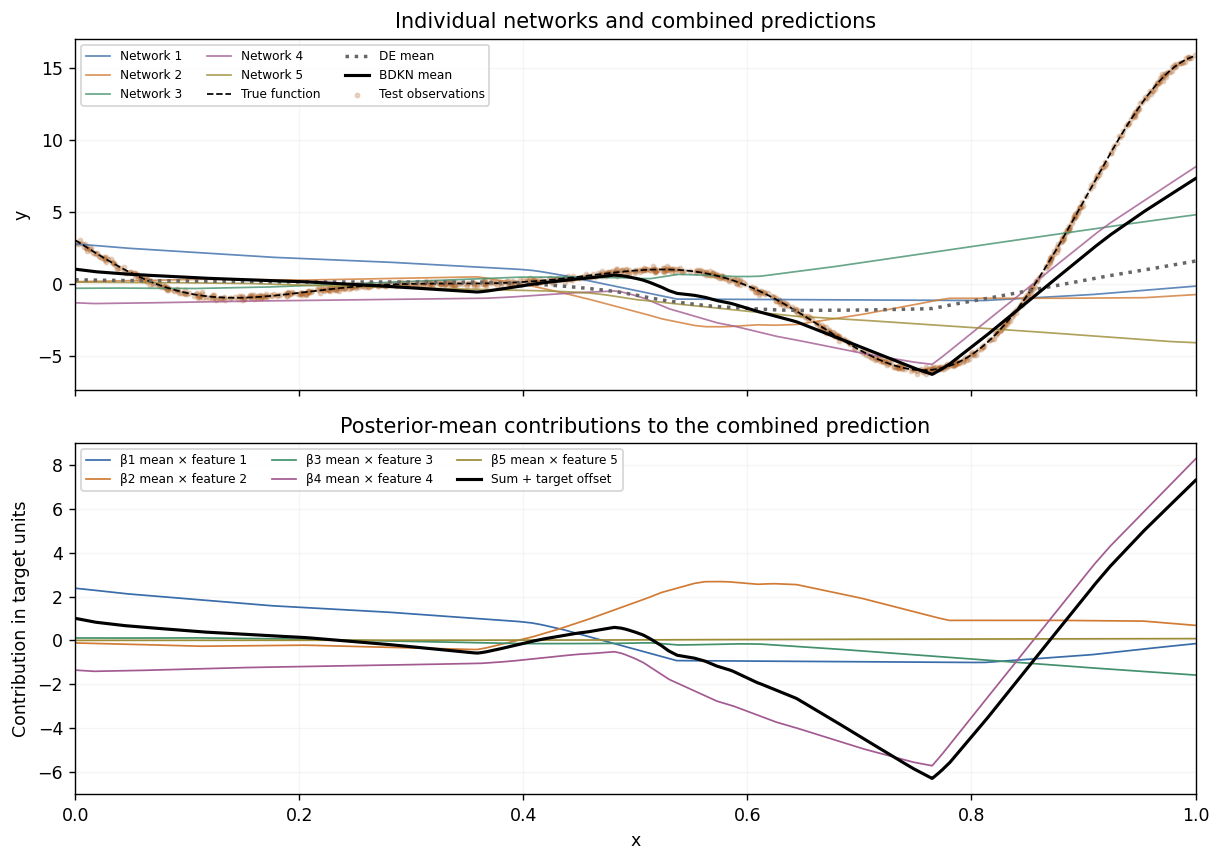 Individual networks and combined predictions
Network 1
Network 2
Network 3
Network 4
Network 5
True function
DE mean
BDKN mean
Test observations
15
10
5
0
−5
y
Posterior-mean contributions to the combined prediction
β1 mean × feature 1
β2 mean × feature 2
β3 mean × feature 3
β4 mean × feature 4
β5 mean × feature 5
Sum + target offset
8
6
4
2
0
−2
−4
−6
Contribution in target units
0.0
0.2
0.4
0.6
0.8
1.0
x